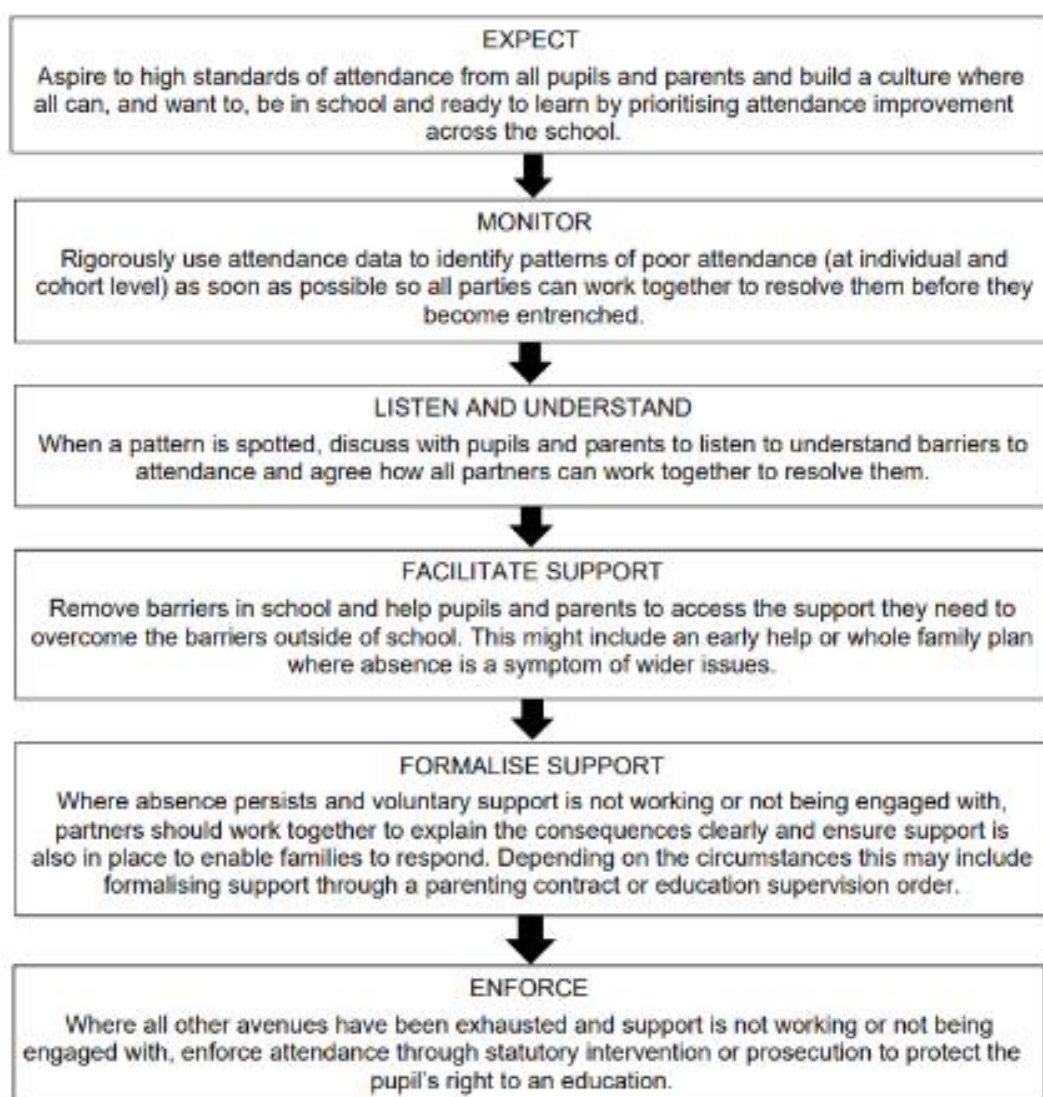 EXPECT
Aspire to high standards of attendance from all pupils and parents and build a culture where
all can, and want to, be in school and ready to learn by prioritising attendance improvement
across the school.
MONITOR
Rigorously use attendance data to identify patterns of poor attendance (at individual and
cohort level) as soon as possible so all parties can work together to resolve them before they
become entrenched.
LISTEN AND UNDERSTAND
When a pattern is spotted, discuss with pupils and parents to listen to understand barriers to
attendance and agree how all partners can work together to resolve them.
FACILITATE SUPPORT
Remove barriers in school and help pupils and parents to access the support they need to
overcome the barriers outside of school. This might include an early help or whole family plan
where absence is a symptom of wider issues.
FORMALISE SUPPORT
Where absence persists and voluntary support is not working or not being engaged with,
partners should work together to explain the consequences clearly and ensure support is
also in place to enable families to respond. Depending on the circumstances this may include
formalising support through a parenting contract or education supervision order.
ENFORCE
Where all other avenues have been exhausted and support is not working or not being
engaged with, enforce attendance through statutory intervention or prosecution to protect the
pupil's right to an education.